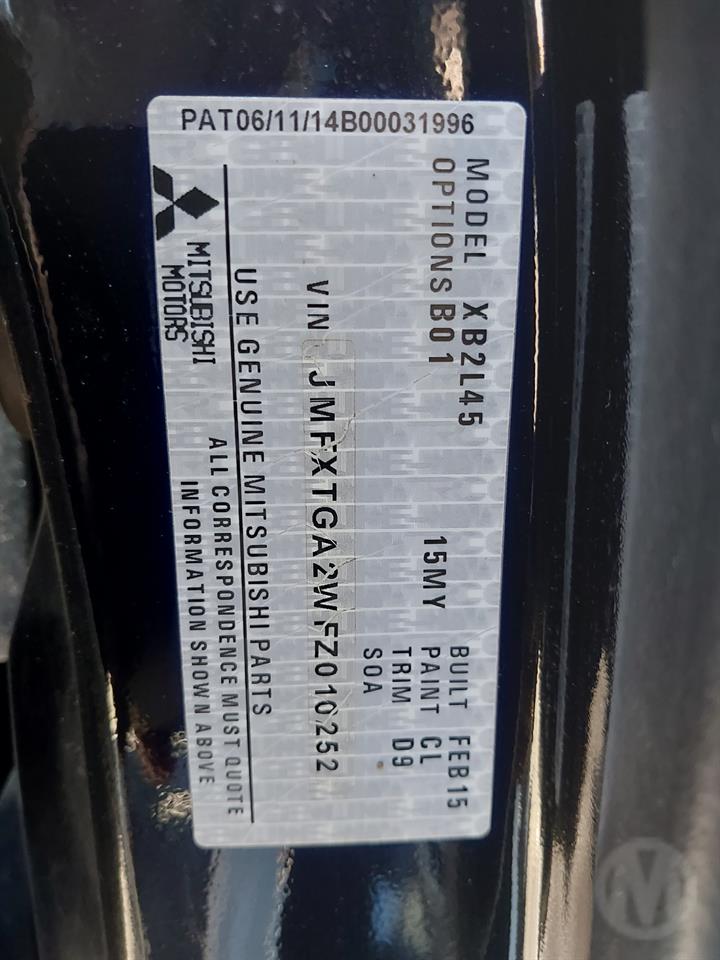 PAT06/11/14B00031996
MODEL XB2L45 BUILT FEB15
OPTIONS B01 15MY PAINT CL
TRIM D9
SOA
VIN JMFXTGA2WFZ010252
USE GENUINE MITSUBISHI PARTS
MITSUBISHI
MOTORS
ALL CORRESPONDENCE MUST QUOTE
INFORMATION SHOWN ABOVE
M